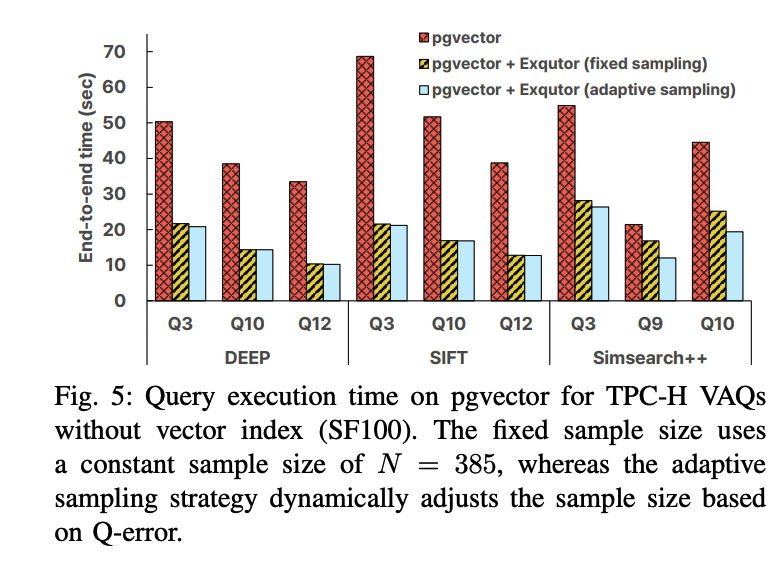 End-to-end time (sec)
70
60
50
40
30
20
10
0
pgvector
pgvector + Exqutor (fixed sampling)
pgvector + Exqutor (adaptive sampling)
Q3 Q10 Q12 Q3 Q10 Q12 Q3 Q9 Q10
DEEP SIFT Simsearch++
Fig. 5: Query execution time on pgvector for TPC-H VAQs
without vector index (SF100). The fixed sample size uses
a constant sample size of N = 385, whereas the adaptive
sampling strategy dynamically adjusts the sample size based
on Q-error.